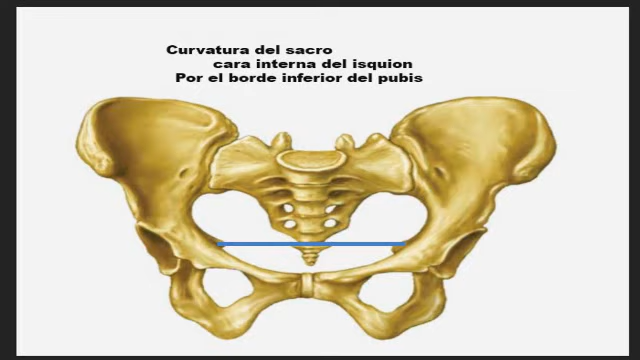 Curvatura del sacro
cara interna del isquion
Por el borde inferior del pubis